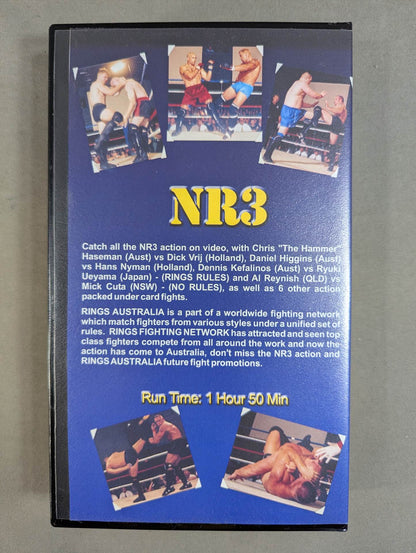 NR3
Catch all the NR3 action on video, with Chris "The Hammer"
Haseman (Aust) vs Dick Vrij (Holland), Daniel Higgins (Aust)
vs Hans Nyman (Holland), Dennis Kefalinos (Aust) vs Ryuki
Ueyama (Japan) - (RINGS RULES) and Al Reynish (QLD) vs
Mick Cuta (NSW) - (NO RULES), as well as 6 other action
packed under card fights.
RINGS AUSTRALIA is a part of a worldwide fighting network
which match fighters from various styles under a unified set of
rules. RINGS FIGHTING NETWORK has attracted and seen top
class fighters compete from all around the work and now the
action has come to Australia, don't miss the NR3 action and
RINGS AUSTRALIA future fight promotions.
Run Time: 1 Hour 50 Min